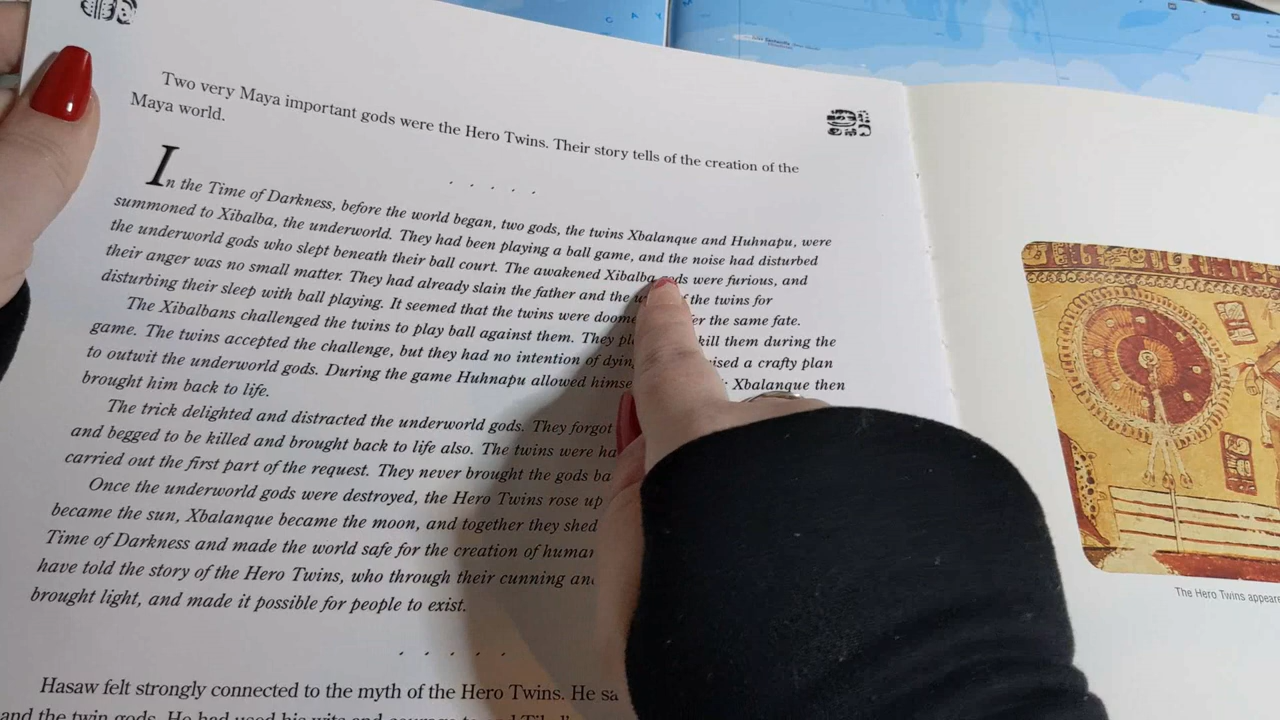 Two very Maya important gods were the Hero Twins. Their story tells of the creation of the
Maya world.
In the Time of Darkness, before the world began, two gods, the twins Xbalanque and Huhnapu, were
summoned to Xibalba, the underworld. They had been playing a ball game, and the noise had disturbed
the underworld gods who slept beneath their ball court. The awakened Xibalba gods were furious, and
their anger was no small matter. They had already slain the father and the of the twins for
disturbing their sleep with ball playing. It seemed that the twins were the same fate.
The Xibalbans challenged the twins to play ball against them. They kill them during the
game. The twins accepted the challenge, but they had no intention of a crafty plan
to outwit the underworld gods. During the game Huhnapu allowed Xbalanque then
brought him back to life.
The trick delighted and distracted the underworld gods. They forgot
and begged to be killed and brought back to life also. The twins were
carried out the first part of the request. They never brought the gods
Once the underworld gods were destroyed, the Hero Twins rose up
became the sun, Xbalanque became the moon, and together they shed
Time of Darkness and made the world safe for the creation of
have told the story of the Hero Twins, who through their cunning
brought light, and made it possible for people to exist.
Hasaw felt strongly connected to the myth of the Hero Twins. He
and the twin gods. He had used his wits and
The Hero Twins